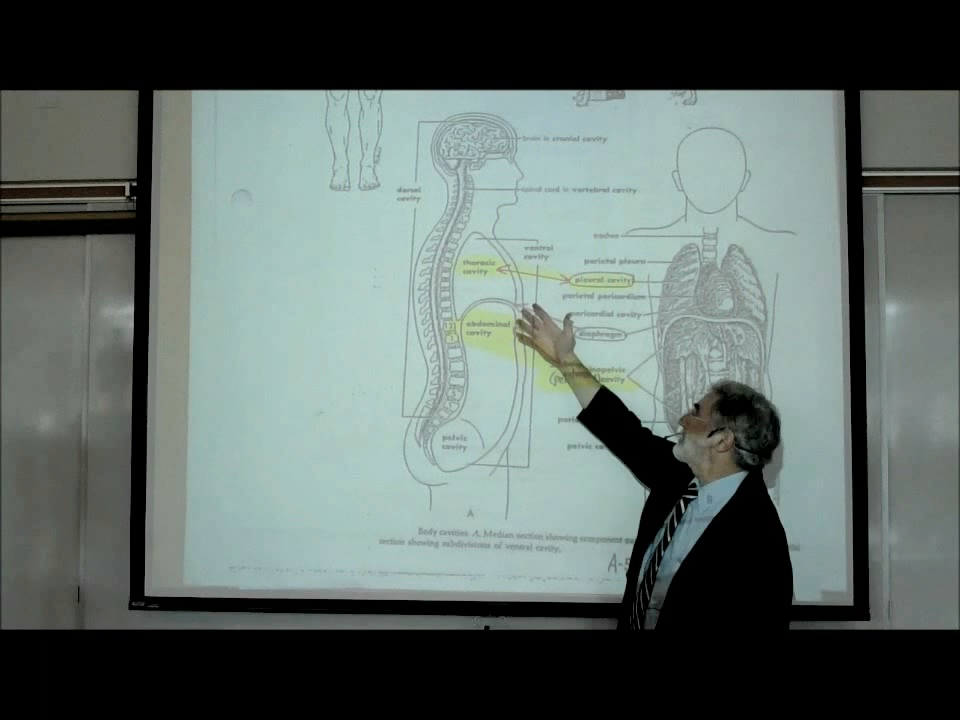 brain in cranial cavity
dorsal
cavity
spinal cord in vertebral cavity
ventral
cavity
thoracic
cavity
abdominal
cavity
pelvic
cavity
parietal pleura
pleural cavity
parietal pericardium
pericardial cavity
diaphragm
cavity
pelvic
A
Body cavities. A, Median section showing component
section showing subdivisions of ventral cavity.